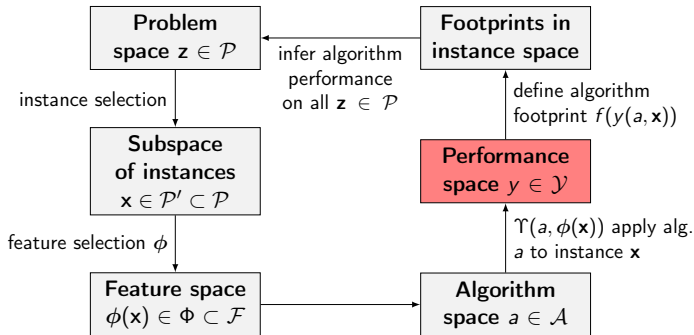 Problem
space z ∈ 𝒫
instance selection
Subspace
of instances
x ∈ 𝒫′ ⊂ 𝒫
feature selection ϕ
Feature space
ϕ(x) ∈ Φ ⊂ ℱ
Algorithm
space a ∈ 𝒜
Υ(a, ϕ(x)) apply alg.
a to instance x
Performance
space y ∈ 𝒴
define algorithm
footprint f(y(a, x))
Footprints in
instance space
infer algorithm
performance
on all z ∈ 𝒫